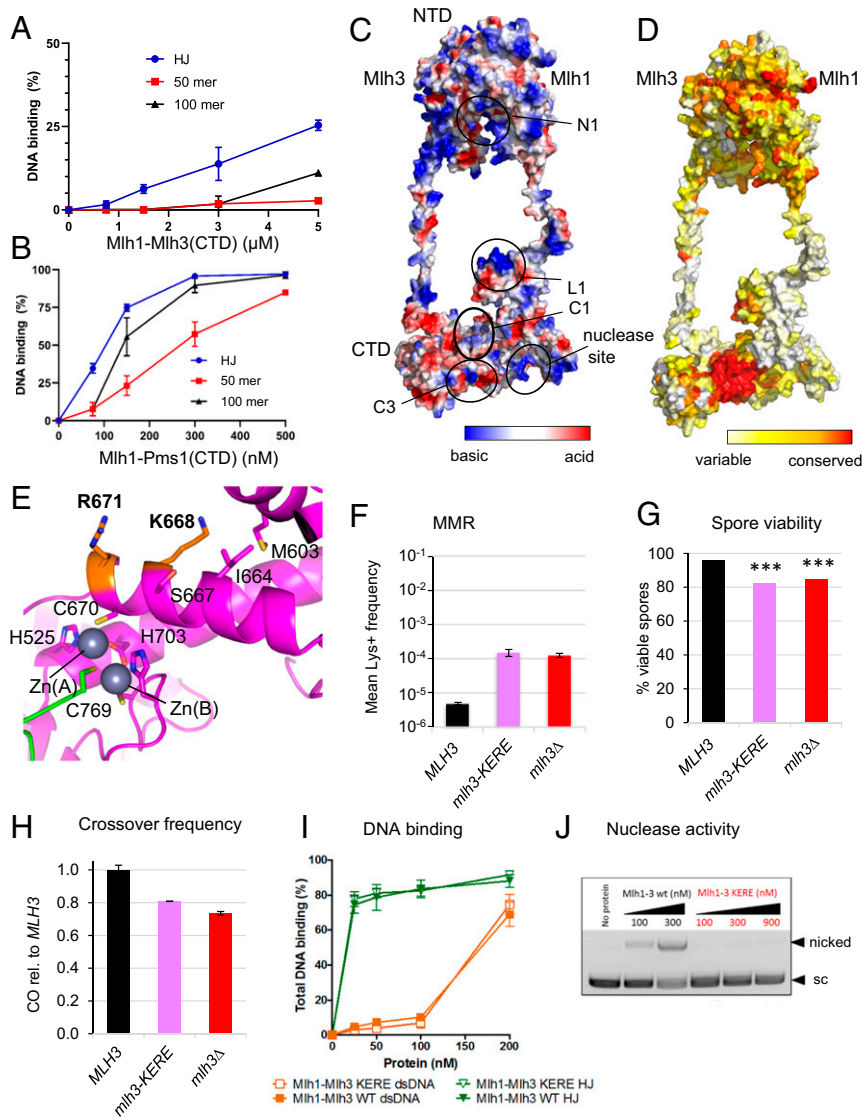 A
50
25
0
DNA binding (%)
HJ
50 mer
100 mer
0 1 2 3 4 5
Mlh1-Mlh3(CTD) (µM)
B
100
75
50
25
0
DNA binding (%)
HJ
50 mer
100 mer
0 100 200 300 400 500
Mlh1-Pms1(CTD) (nM)
C
NTD
Mlh3
Mlh1
N1
L1
C1
CTD
nuclease
site
C3
basic acid
D
Mlh3
Mlh1
variable conserved
E
R671
K668
M603
I664
S667
C670
H525
H703
Zn(A)
Zn(B)
C769
F
MMR
Mean Lys+ frequency
10-1
10-2
10-3
10-4
10-5
10-6
MLH3
mlh3-KERE
mlh3Δ
G
Spore viability
% viable spores
100
80
60
40
20
0
*** ***
MLH3
mlh3-KERE
mlh3Δ
H
Crossover frequency
CO rel. to MLH3
1.0
0.8
0.6
0.4
0.2
0.0
MLH3
mlh3-KERE
mlh3Δ
I
DNA binding
Total DNA binding (%)
100
80
60
40
20
0
0 50 100 150 200
Protein (nM)
Mlh1-Mlh3 KERE dsDNA
Mlh1-Mlh3 WT dsDNA
Mlh1-Mlh3 KERE HJ
Mlh1-Mlh3 WT HJ
J
Nuclease activity
No protein
Mlh1-3 wt (nM)
Mlh1-3 KERE (nM)
100 300 100 300 900
nicked
sc